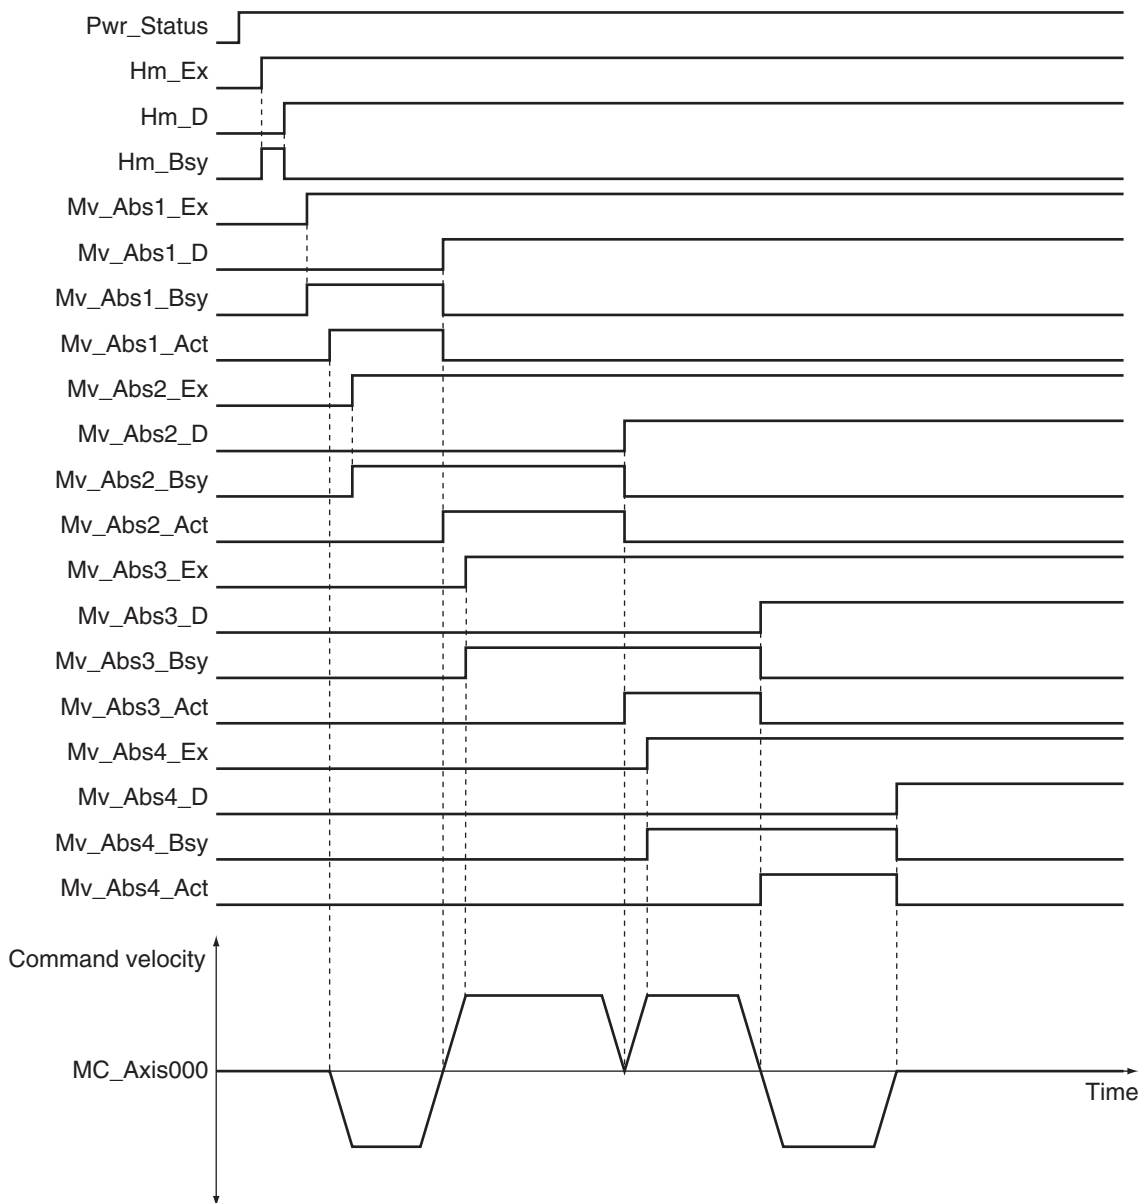 Pwr_Status
Hm_Ex
Hm_D
Hm_Bsy
Mv_Abs1_Ex
Mv_Abs1_D
Mv_Abs1_Bsy
Mv_Abs1_Act
Mv_Abs2_Ex
Mv_Abs2_D
Mv_Abs2_Bsy
Mv_Abs2_Act
Mv_Abs3_Ex
Mv_Abs3_D
Mv_Abs3_Bsy
Mv_Abs3_Act
Mv_Abs4_Ex
Mv_Abs4_D
Mv_Abs4_Bsy
Mv_Abs4_Act
Command velocity
MC_Axis000
Time